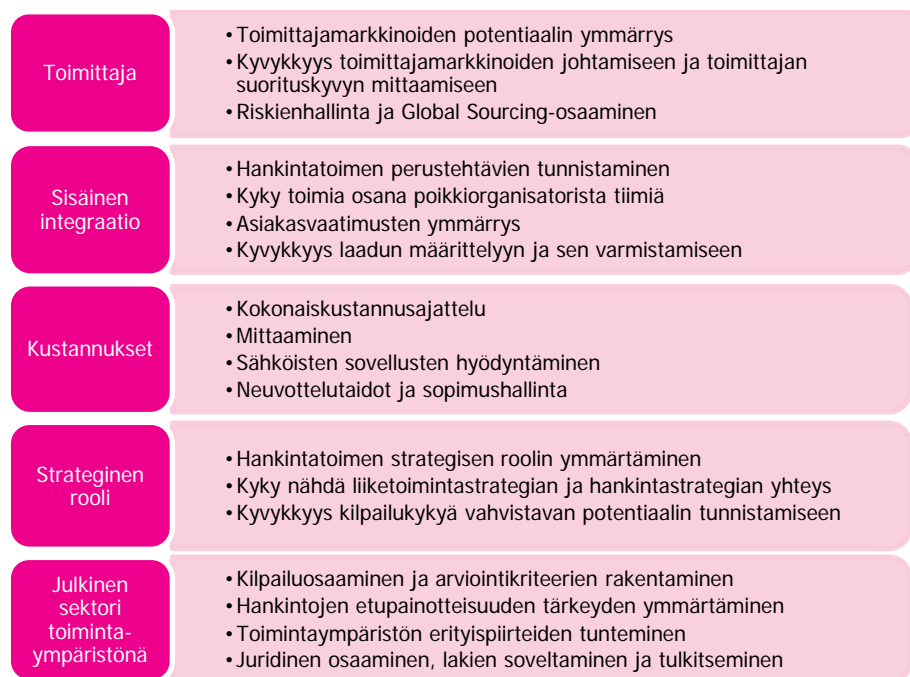 Toimittaja
• Toimittajamarkkinoiden potentiaalin ymmärrys
• Kyvykkyys toimittajamarkkinoiden johtamiseen ja toimittajan
suorituskyvyn mittaamiseen
• Riskienhallinta ja Global Sourcing-osaaminen
Sisäinen
integraatio
• Hankintatoimen perustehtävien tunnistaminen
• Kyky toimia osana poikkiorganisatorista tiimiä
• Asiakasvaatimusten ymmärrys
• Kyvykkyys laadun määrittelyyn ja sen varmistamiseen
Kustannukset
• Kokonaiskustannusajattelu
• Mittaaminen
• Sähköisten sovellusten hyödyntäminen
• Neuvottelutaidot ja sopimushallinta
Strateginen
rooli
• Hankintatoimen strategisen roolin ymmärtäminen
• Kyky nähdä liiketoimintastrategian ja hankintastrategian yhteys
• Kyvykkyys kilpailukykyä vahvistavan potentiaalin tunnistamiseen
Julkinen
sektori
toiminta-
ympäristönä
• Kilpailuosaaminen ja arviointikriteerien rakentaminen
• Hankintojen etupainotteisuuden tärkeyden ymmärtäminen
• Toimintaympäristön erityispiirteiden tunteminen
• Juridinen osaaminen, lakien soveltaminen ja tulkitseminen